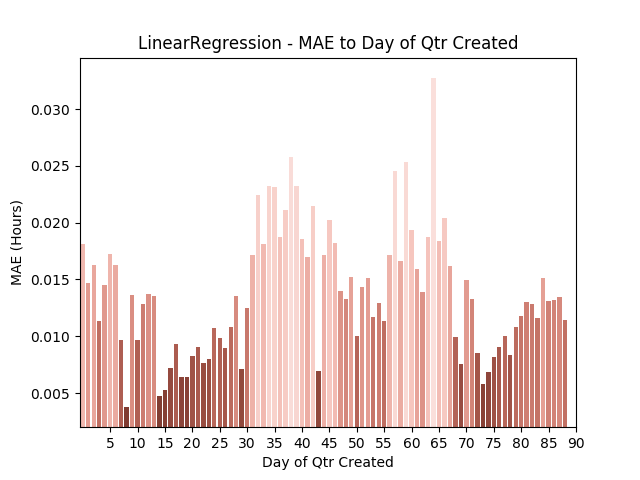 LinearRegression - MAE to Day of Qtr Created
MAE (Hours)
0.030
0.025
0.020
0.015
0.010
0.005
5 10 15 20 25 30 35 40 45 50 55 60 65 70 75 80 85 90
Day of Qtr Created